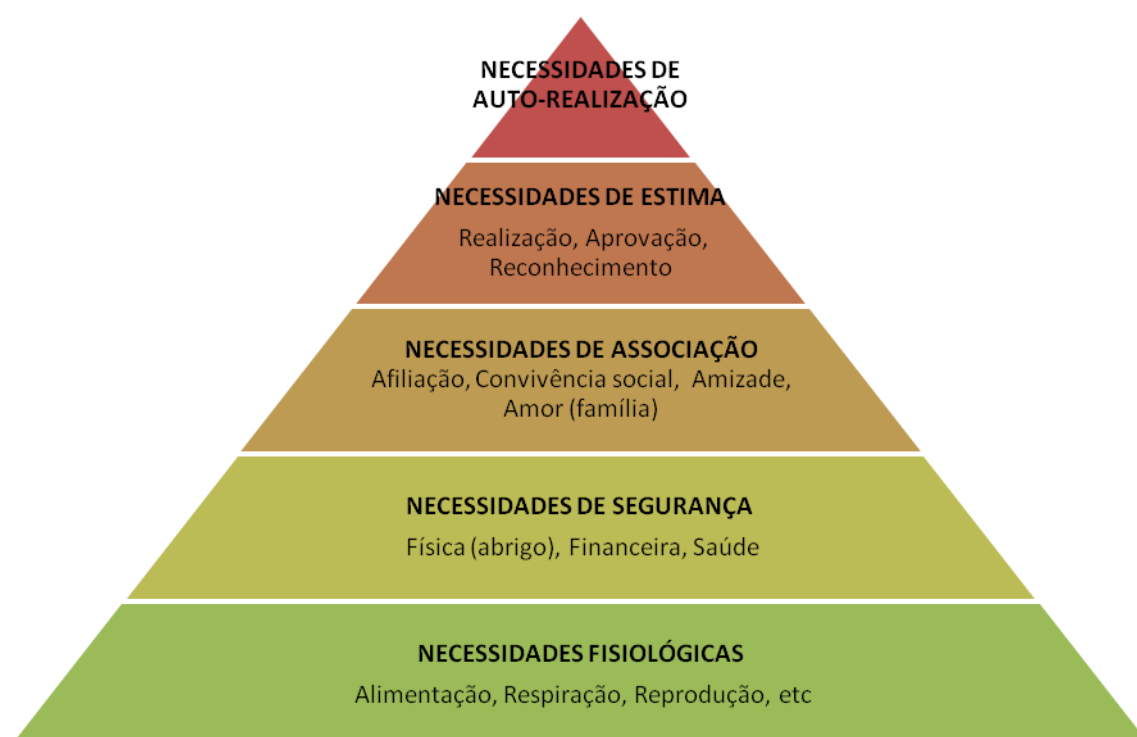 NECESSIDADES DE
AUTO-REALIZAÇÃO
NECESSIDADES DE ESTIMA
Realização, Aprovação,
Reconhecimento
NECESSIDADES DE ASSOCIAÇÃO
Afiliação, Convivência social, Amizade,
Amor (família)
NECESSIDADES DE SEGURANÇA
Física (abrigo), Financeira, Saúde
NECESSIDADES FISIOLÓGICAS
Alimentação, Respiração, Reprodução, etc